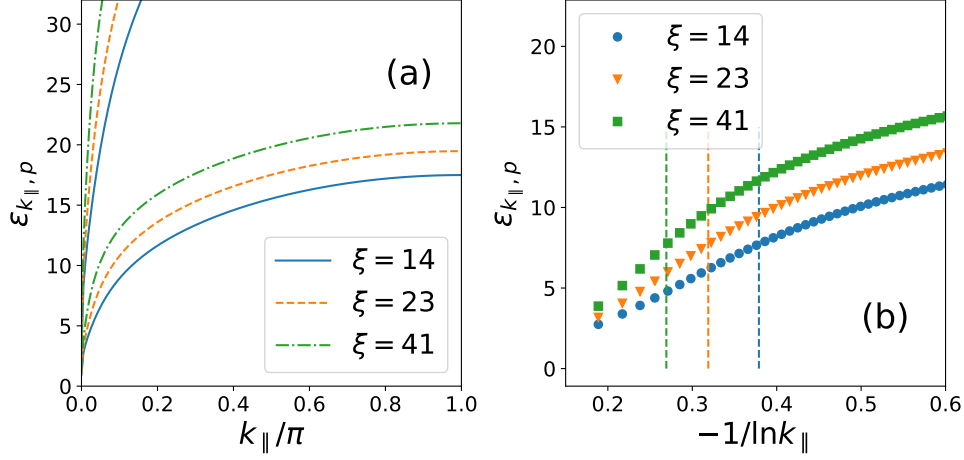 (a)
30
25
20
15
10
5
0
ε_{k_∥, p}
ξ = 14
ξ = 23
ξ = 41
0.0 0.2 0.4 0.6 0.8 1.0
k_∥/π
ξ = 14
ξ = 23
ξ = 41
20
15
10
5
0
ε_{k_∥, p}
(b)
0.2 0.3 0.4 0.5 0.6
−1/lnk_∥